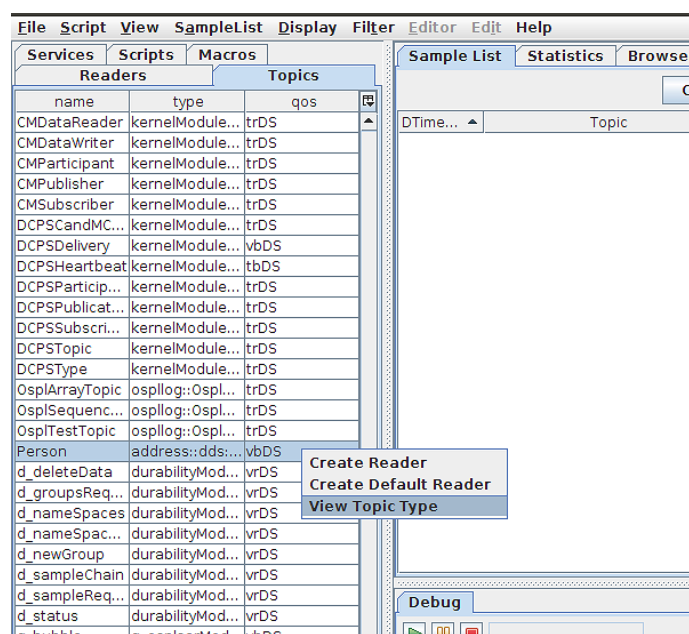 File Script View SampleList Display Filter Editor Edit Help
Services Scripts Macros
Readers Topics
name type qos
CMDataReader kernelModule... trDS
CMDataWriter kernelModule... trDS
CMParticipant kernelModule... trDS
CMPublisher kernelModule... trDS
CMSubscriber kernelModule... trDS
DCPSCandMC... kernelModule... trDS
DCPSDelivery kernelModule... vbDS
DCPSHeartbeat kernelModule... tbDS
DCPSParticip... kernelModule... trDS
DCPSPublicat... kernelModule... trDS
DCPSSubscri... kernelModule... trDS
DCPSTopic kernelModule... trDS
DCPSType kernelModule... trDS
OsplArrayTopic ospllog::Ospl... trDS
OsplSequenc... ospllog::Ospl... trDS
OsplTestTopic ospllog::Ospl... trDS
Person address::dds:... vbDS
d_deleteData durabilityMod... vrDS
d_groupsReq... durabilityMod... vrDS
d_nameSpaces durabilityMod... vrDS
d_nameSpac... durabilityMod... vrDS
d_newGroup durabilityMod... vrDS
d_sampleChain durabilityMod... vrDS
d_sampleReq... durabilityMod... vrDS
d_status durabilityMod... vrDS
Create Reader
Create Default Reader
View Topic Type
Sample List Statistics Browse
DTime... Topic
Debug